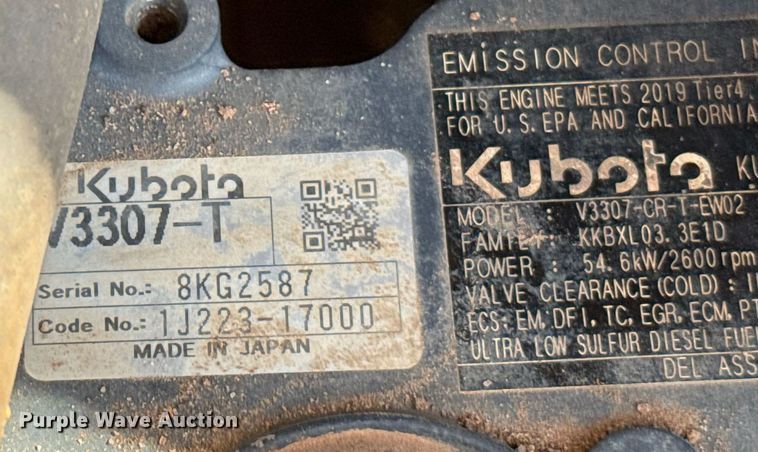 Kubota
V3307-T
Serial No.: 8KG2587
Code No.: 1J223-17000
MADE IN JAPAN
EMISSION CONTROL
THIS ENGINE MEETS 2019 Tier4
FOR U.S. EPA AND CALIFORNIA
Kubota
MODEL : V3307-CR-T-EW02
FAMILY : KKBXL03.3E1D
POWER : 54.6kW/2600rpm
VALVE CLEARANCE(COLD) :
ECS: EM, DFI, TC, EGR, ECM,
ULTRA LOW SULFUR DIESEL
DEL
Purple Wave Auction